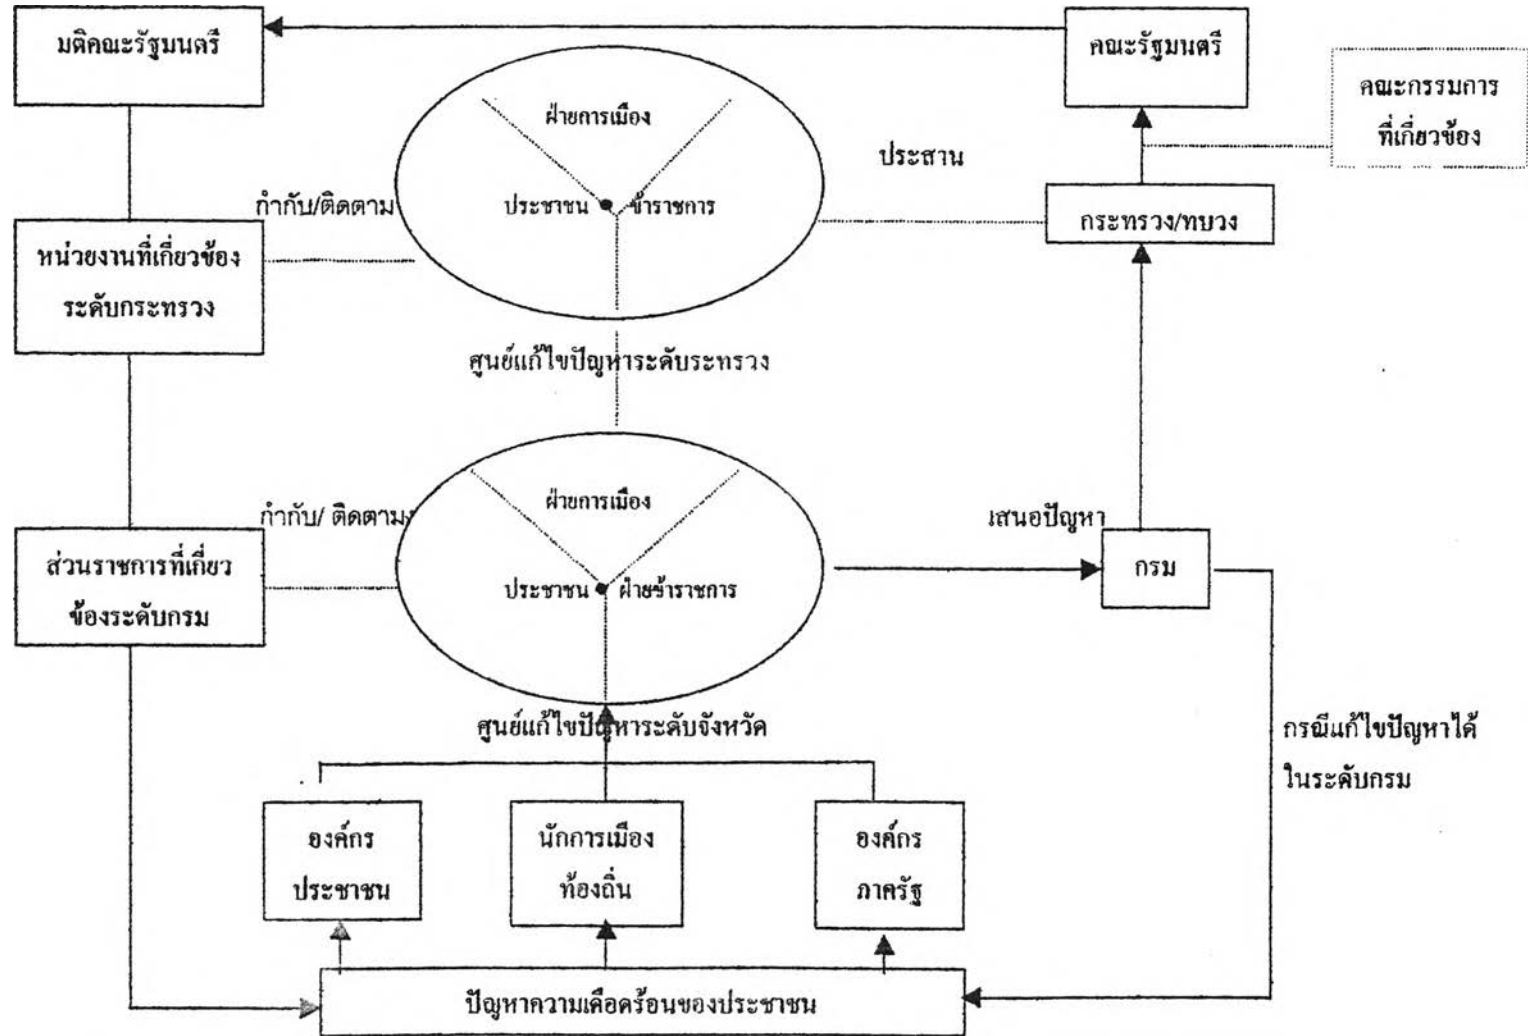 มติคณะรัฐมนตรี
คณะรัฐมนตรี
คณะกรรมการ
ที่เกี่ยวข้อง
ฝ่ายการเมือง
ประสาน
ประชาชน
ข้าราชการ
กำกับ/ติดตาม
กระทรวง/ทบวง
หน่วยงานที่เกี่ยวข้อง
ระดับกระทรวง
ศูนย์แก้ไขปัญหาระดับระทรวง
ฝ่ายการเมือง
กำกับ/ ติดตาม
เสนอปัญหา
ส่วนราชการที่เกี่ยว
ข้องระดับกรม
ประชาชน
ฝ่ายข้าราชการ
กรม
ศูนย์แก้ไขปัญหาระดับจังหวัด
กรณีแก้ไขปัญหาได้
ในระดับกรม
องค์กร
ประชาชน
นักการเมือง
ท้องถิ่น
องค์กร
ภาครัฐ
ปัญหาความเดือดร้อนของประชาชน